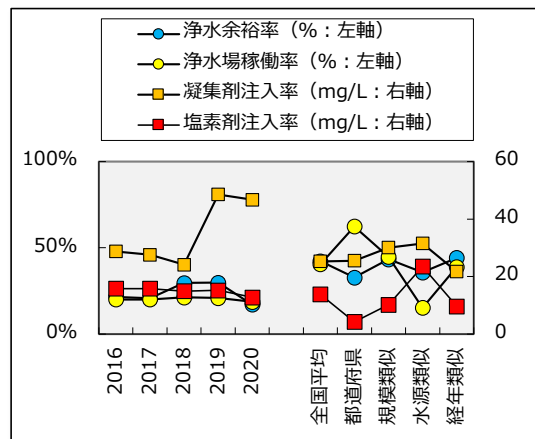 浄水余裕率（%：左軸）
浄水場稼働率（%：左軸）
凝集剤注入率（mg/L：右軸）
塩素剤注入率（mg/L：右軸）
100%
50%
0%
60
40
20
0
2016
2017
2018
2019
2020
全国平均
都道府県
規模類似
水源類似
経年類似